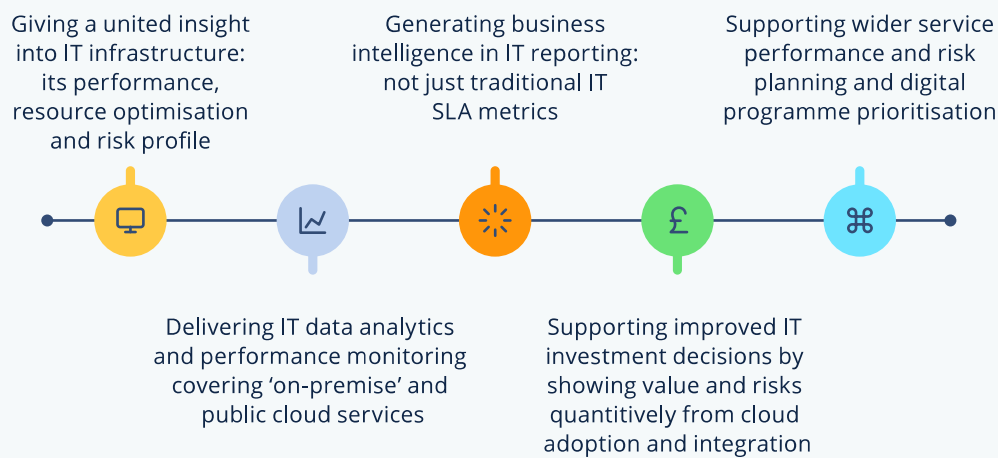 Giving a united insight
into IT infrastructure:
its performance,
resource optimisation
and risk profile
Delivering IT data analytics
and performance monitoring
covering ‘on-premise’ and
public cloud services
Generating business
intelligence in IT reporting:
not just traditional IT
SLA metrics
£
Supporting improved IT
investment decisions by
showing value and risks
quantitively from cloud
adoption and integration
Supporting wider service
performance and risk
planning and digital
programme prioritisation